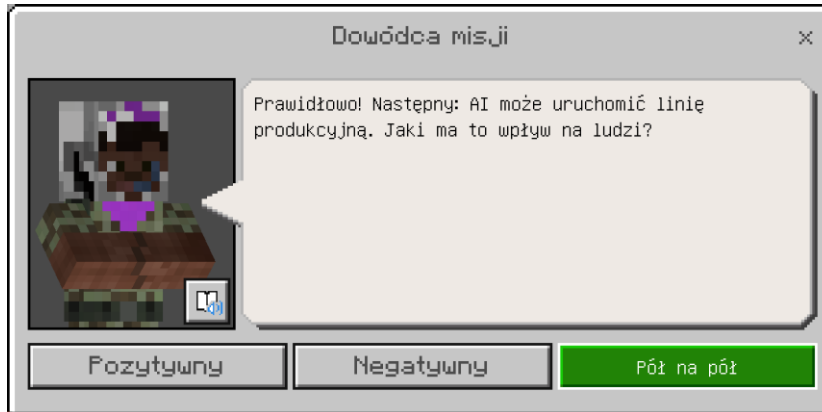 Dowódca misji
Prawidłowo! Następny: AI może uruchomić linię
produkcyjną. Jaki ma to wpływ na ludzi?
Pozytywny
Negatywny
Pół na pół